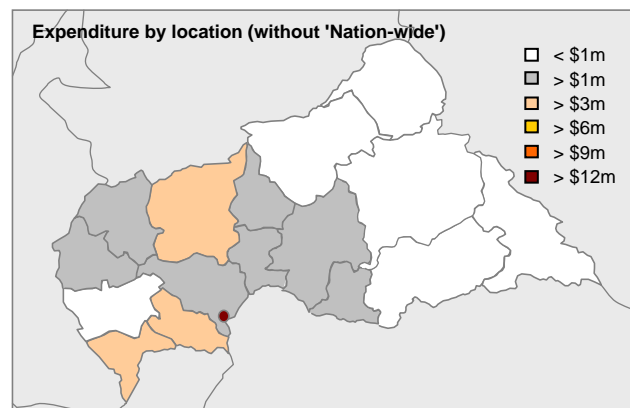 Expenditure by location (without 'Nation-wide')
< $1m
> $1m
> $3m
> $6m
> $9m
> $12m